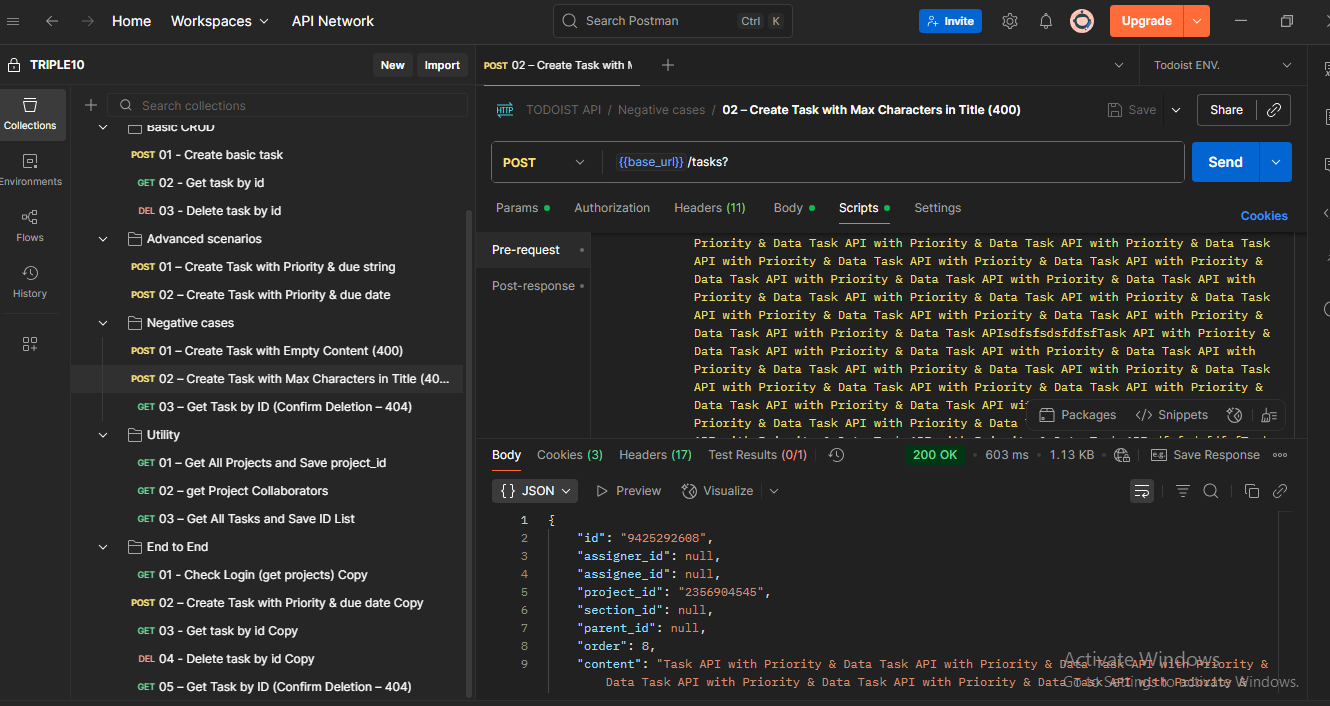 Home Workspaces API Network Search Postman Ctrl K Invite Upgrade
TRIPLE10 New Import POST 02 – Create Task with M Todoist ENV.
Collections
Environments
Flows
History
Search collections
Basic CRUD
POST 01 - Create basic task
GET 02 - Get task by id
DEL 03 - Delete task by id
Advanced scenarios
POST 01 – Create Task with Priority & due string
POST 02 – Create Task with Priority & due date
Negative cases
POST 01 – Create Task with Empty Content (400)
POST 02 – Create Task with Max Characters in Title (40...
GET 03 – Get Task by ID (Confirm Deletion – 404)
Utility
GET 01 – Get All Projects and Save project_id
GET 02 – get Project Collaborators
GET 03 – Get All Tasks and Save ID List
End to End
GET 01 - Check Login (get projects) Copy
POST 02 – Create Task with Priority & due date Copy
GET 03 - Get task by id Copy
DEL 04 - Delete task by id Copy
GET 05 – Get Task by ID (Confirm Deletion – 404)
HTTP TODOIST API / Negative cases / 02 – Create Task with Max Characters in Title (400) Save Share
POST {{base_url}} /tasks? Send
Params Authorization Headers (11) Body Scripts Settings Cookies
Pre-request
Post-response
Priority & Data Task API with Priority & Data Task API with Priority & Data Task
API with Priority & Data Task API with Priority & Data Task API with Priority &
Data Task API with Priority & Data Task API with Priority & Data Task API with
Priority & Data Task API with Priority & Data Task API with Priority & Data Task
API with Priority & Data Task API with Priority & Data Task API with Priority &
Data Task API with Priority & Data Task APISdsfsdsfdsfsTask API with Priority &
Data Task API with Priority & Data Task API with Priority & Data Task API with
Priority & Data Task API with Priority & Data Task API with Priority & Data Task
API with Priority & Data Task API with Priority & Data Task API with Priority &
Data Task API with Priority & Data Task API wi
Priority & Data Task API with Priority & Data
Packages Snippets
Body Cookies (3) Headers (17) Test Results (0/1) 200 OK 603 ms 1.13 KB e.g. Save Response
{} JSON Preview Visualize
1 {
2 "id": "9425292608",
3 "assigner_id": null,
4 "assignee_id": null,
5 "project_id": "2356904545",
6 "section_id": null,
7 "parent_id": null,
8 "order": 8,
9 "content": "Task API with Priority & Data Task API with Priority & Data Task API with Priority &
Data Task API with Priority & Data Task API with Priority & Data Task API with Priority &
Activate Windows
Go to Settings to activate Windows.